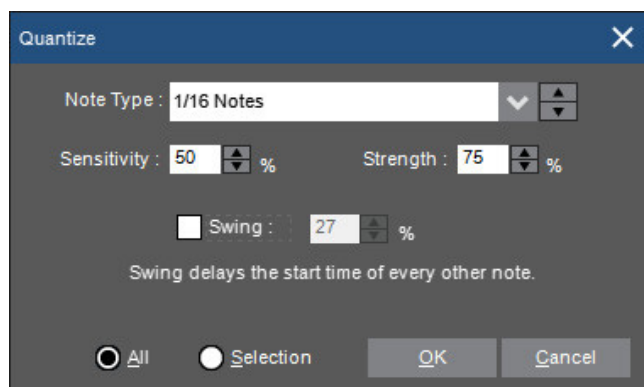 Quantize
Note Type : 1/16 Notes
Sensitivity : 50 % Strength : 75 %
Swing : 27 %
Swing delays the start time of every other note.
All Selection OK Cancel